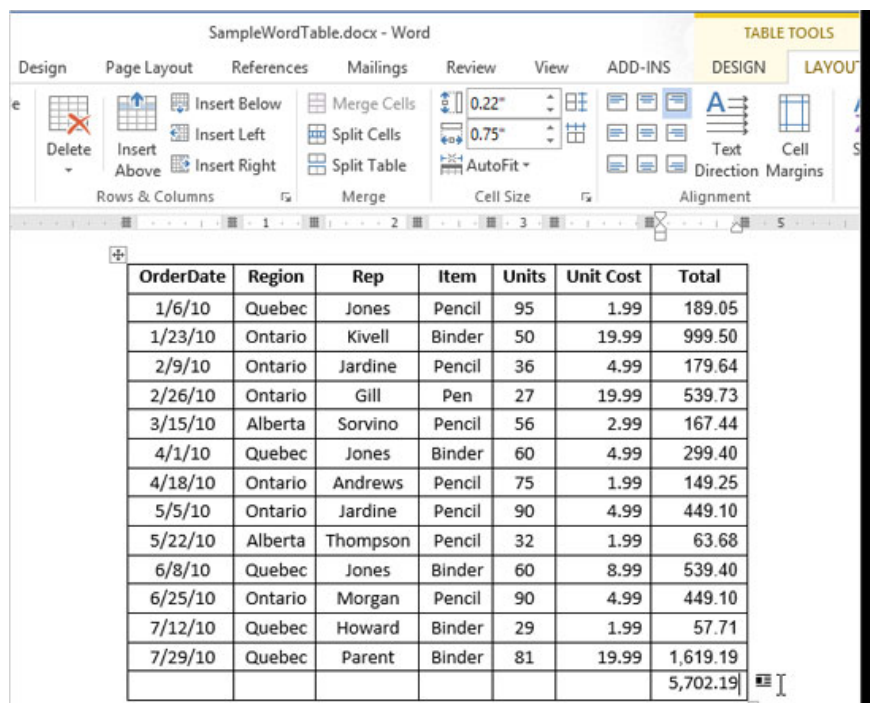 SampleWordTable.docx - Word TABLE TOOLS
Design Page Layout References Mailings Review View ADD-INS DESIGN LAYOU
e Insert Below Merge Cells 0.22"
Delete Insert Above Insert Left Split Cells 0.75" Text Direction Cell Margins
Insert Right Split Table AutoFit
Rows & Columns Merge Cell Size Alignment
1 2 3 5
OrderDate Region Rep Item Units Unit Cost Total
1/6/10 Quebec Jones Pencil 95 1.99 189.05
1/23/10 Ontario Kivell Binder 50 19.99 999.50
2/9/10 Ontario Jardine Pencil 36 4.99 179.64
2/26/10 Ontario Gill Pen 27 19.99 539.73
3/15/10 Alberta Sorvino Pencil 56 2.99 167.44
4/1/10 Quebec Jones Binder 60 4.99 299.40
4/18/10 Ontario Andrews Pencil 75 1.99 149.25
5/5/10 Ontario Jardine Pencil 90 4.99 449.10
5/22/10 Alberta Thompson Pencil 32 1.99 63.68
6/8/10 Quebec Jones Binder 60 8.99 539.40
6/25/10 Ontario Morgan Pencil 90 4.99 449.10
7/12/10 Quebec Howard Binder 29 1.99 57.71
7/29/10 Quebec Parent Binder 81 19.99 1,619.19
5,702.19